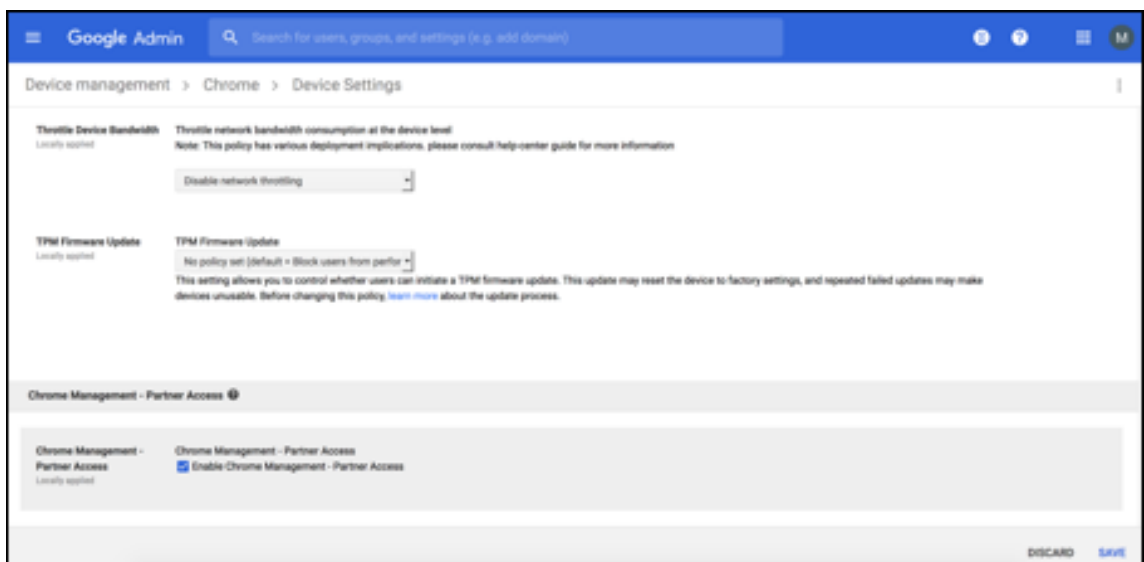 Google Admin
Search for users, groups, and settings (e.g. add domain)
M
Device management > Chrome > Device Settings
Throttle Device Bandwidth
Locally applied
Throttle network bandwidth consumption at the device level
Note: This policy has various deployment implications. please consult help-center guide for more information
Disable network throttling
TPM Firmware Update
Locally applied
TPM Firmware Update
No policy set (default = Block users from perfor
This setting allows you to control whether users can initiate a TPM firmware update. This update may reset the device to factory settings, and repeated failed updates may make
devices unusable. Before changing this policy, learn more about the update process.
Chrome Management - Partner Access
Chrome Management -
Partner Access
Locally applied
Chrome Management - Partner Access
Enable Chrome Management - Partner Access
DISCARD SAVE